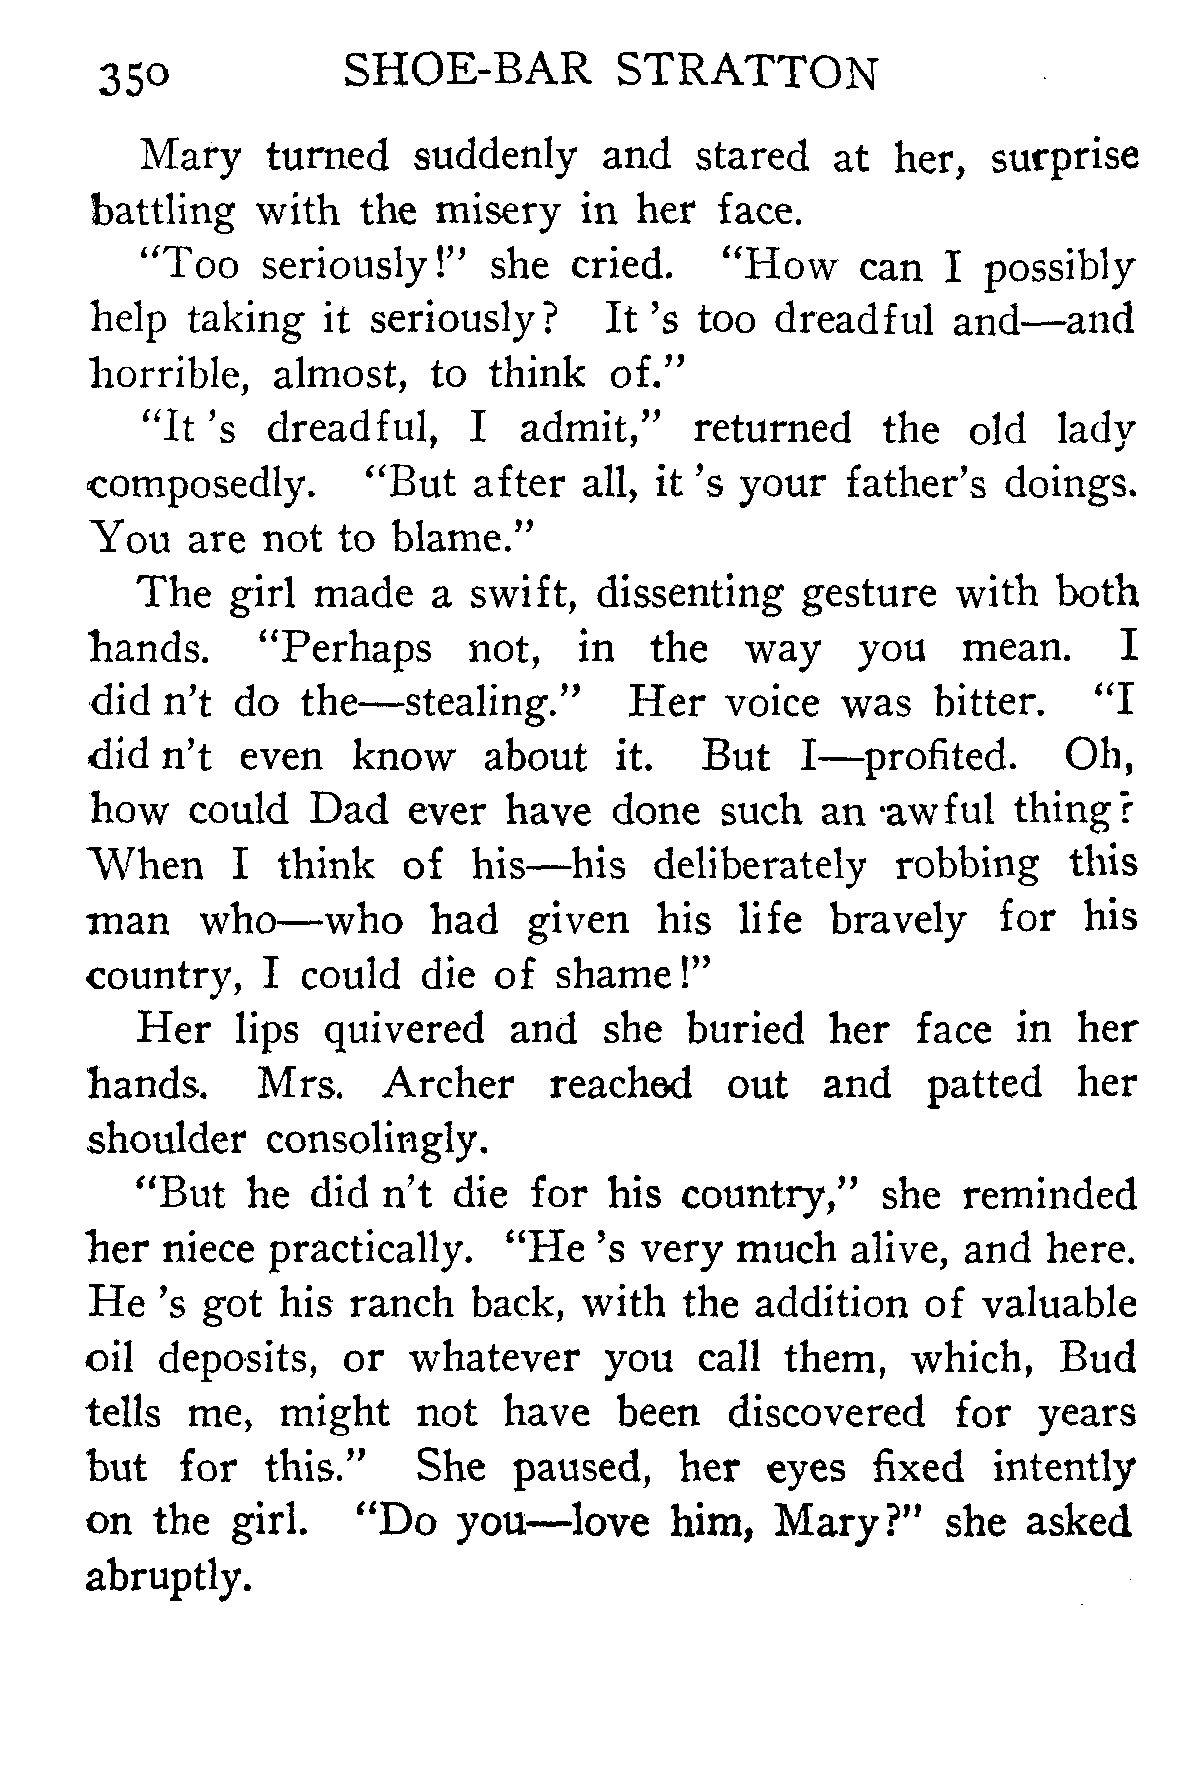 350 SHOE-BAR STRATTON
Mary turned suddenly and stared at her, surprise
battling with the misery in her face.
“Too seriously!” she cried. “How can I possibly
help taking it seriously? It ’s too dreadful and—and
horrible, almost, to think of.”
“It ’s dreadful, I admit,” returned the old lady
composedly. “But after all, it ’s your father’s doings.
You are not to blame.”
The girl made a swift, dissenting gesture with both
hands. “Perhaps not, in the way you mean. I
did n’t do the—stealing.” Her voice was bitter. “I
did n’t even know about it. But I—profited. Oh,
how could Dad ever have done such an awful thing?
When I think of his—his deliberately robbing this
man who—who had given his life bravely for his
country, I could die of shame!”
Her lips quivered and she buried her face in her
hands. Mrs. Archer reached out and patted her
shoulder consolingly.
“But he did n’t die for his country,” she reminded
her niece practically. “He ’s very much alive, and here.
He ’s got his ranch back, with the addition of valuable
oil deposits, or whatever you call them, which, Bud
tells me, might not have been discovered for years
but for this.” She paused, her eyes fixed intently
on the girl. “Do you—love him, Mary?” she asked
abruptly.